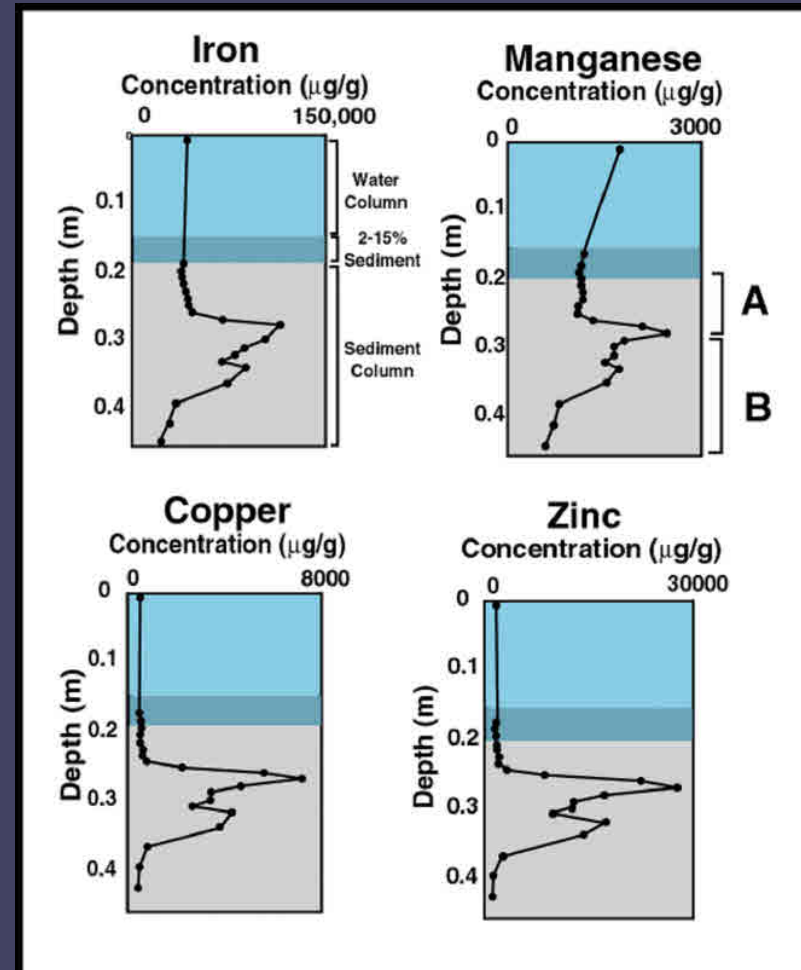 Iron
Concentration (µg/g)
0 150,000
0
0.1
0.2
0.3
0.4
Depth (m)
Water
Column
2-15%
Sediment
Sediment
Column
Manganese
Concentration (µg/g)
0 3000
0
0.1
0.2
0.3
0.4
Depth (m)
A
B
Copper
Concentration (µg/g)
0 8000
0
0.1
0.2
0.3
0.4
Depth (m)
Zinc
Concentration (µg/g)
0 30000
0
0.1
0.2
0.3
0.4
Depth (m)